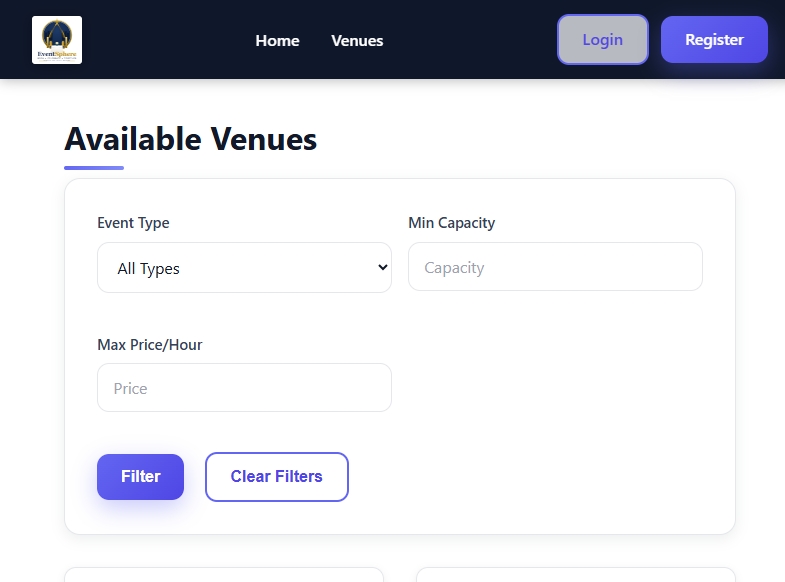 EventSphere
Home
Venues
Login
Register
Available Venues
Event Type
Min Capacity
All Types
Capacity
Max Price/Hour
Price
Filter
Clear Filters